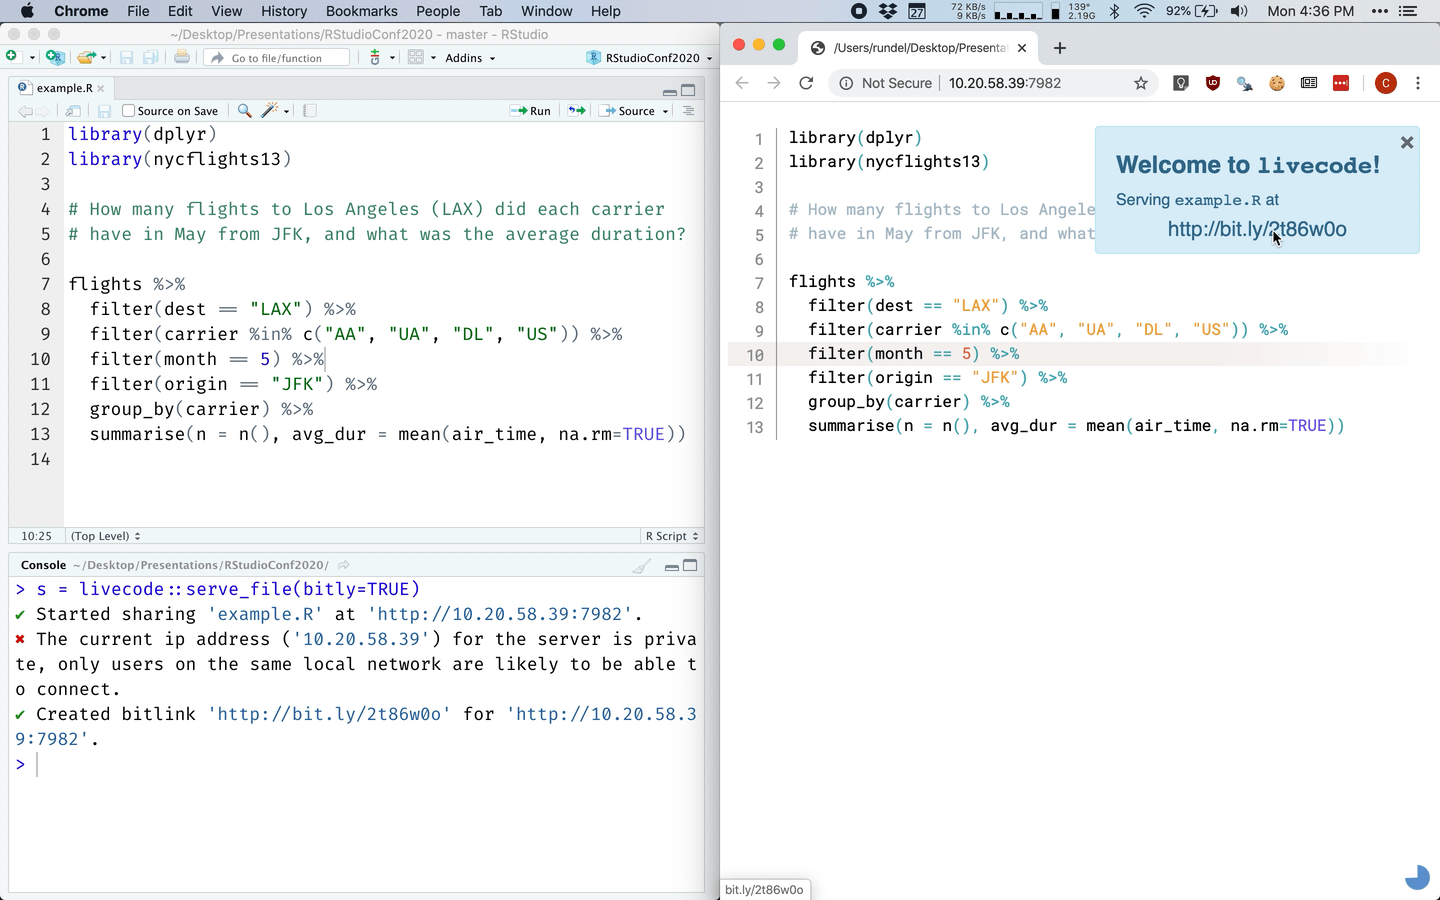 Chrome File Edit View History Bookmarks People Tab Window Help
27 72 KB/s 9 KB/s 139° 2.19G 92% Mon 4:36 PM
~/Desktop/Presentations/RStudioConf2020 - master - RStudio
Go to file/function Addins RStudioConf2020
example.R
Source on Save Run Source
1 library(dplyr)
2 library(nycflights13)
3
4 # How many flights to Los Angeles (LAX) did each carrier
5 # have in May from JFK, and what was the average duration?
6
7 flights %>%
8 filter(dest == "LAX") %>%
9 filter(carrier %in% c("AA", "UA", "DL", "US")) %>%
10 filter(month == 5) %>%
11 filter(origin == "JFK") %>%
12 group_by(carrier) %>%
13 summarise(n = n(), avg_dur = mean(air_time, na.rm=TRUE))
14
10:25 (Top Level) R Script
Console ~/Desktop/Presentations/RStudioConf2020/
> s = livecode::serve_file(bitly=TRUE)
✔ Started sharing 'example.R' at 'http://10.20.58.39:7982'.
✖ The current ip address ('10.20.58.39') for the server is priva
te, only users on the same local network are likely to be able t
o connect.
✔ Created bitlink 'http://bit.ly/2t86w0o' for 'http://10.20.58.3
9:7982'.
>
/Users/rundel/Desktop/Presenta
Not Secure 10.20.58.39:7982 C
1 library(dplyr)
2 library(nycflights13)
3
4 # How many flights to Los Angele
5 # have in May from JFK, and what
6
7 flights %>%
8 filter(dest == "LAX") %>%
9 filter(carrier %in% c("AA", "UA", "DL", "US")) %>%
10 filter(month == 5) %>%
11 filter(origin == "JFK") %>%
12 group_by(carrier) %>%
13 summarise(n = n(), avg_dur = mean(air_time, na.rm=TRUE))
Welcome to livecode!
Serving example.R at
http://bit.ly/2t86w0o
bit.ly/2t86w0o